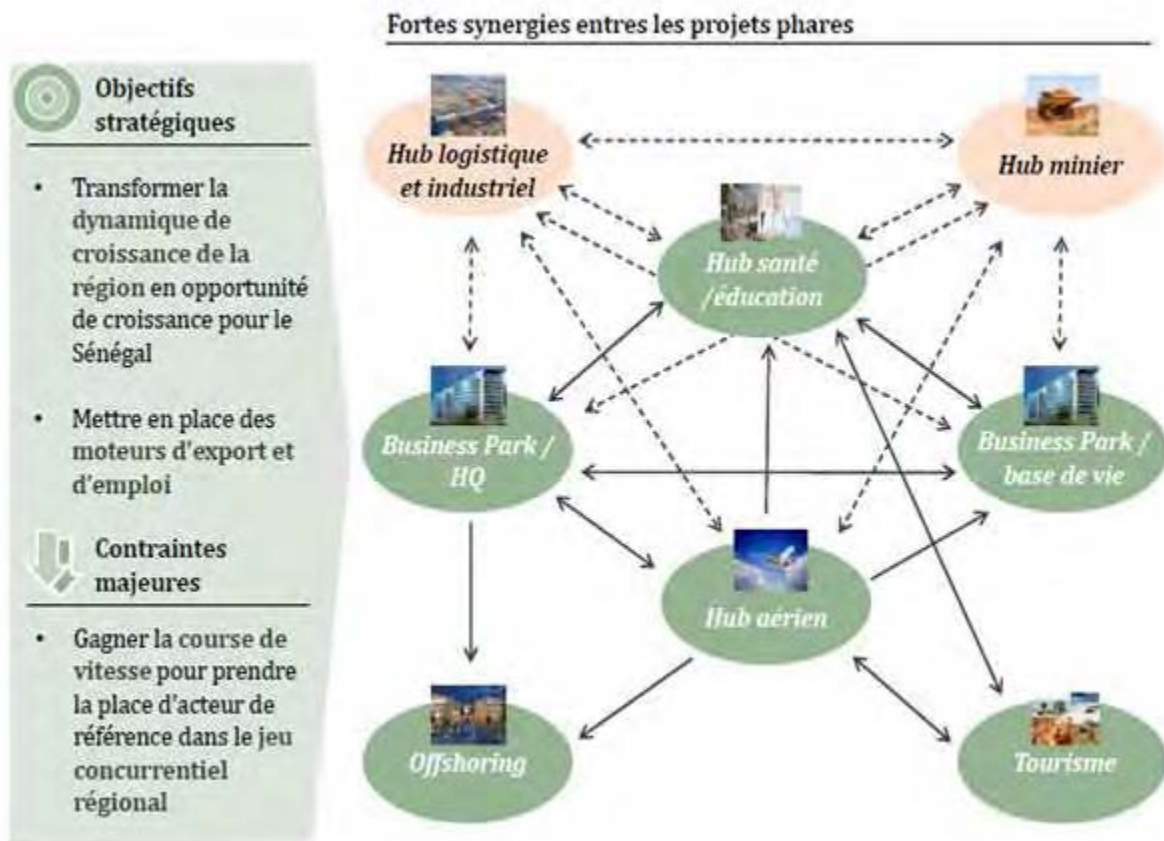 Fortes synergies entres les projets phares
Objectifs
stratégiques
• Transformer la
dynamique de
croissance de la
région en opportunité
de croissance pour le
Sénégal
• Mettre en place des
moteurs d'export et
d'emploi
Contraintes
majeures
• Gagner la course de
vitesse pour prendre
la place d'acteur de
référence dans le jeu
concurrentiel
régional
Hub logistique
et industriel
Hub minier
Hub santé
/éducation
Business Park /
HQ
Business Park /
base de vie
Hub aérien
Offshoring
Tourisme